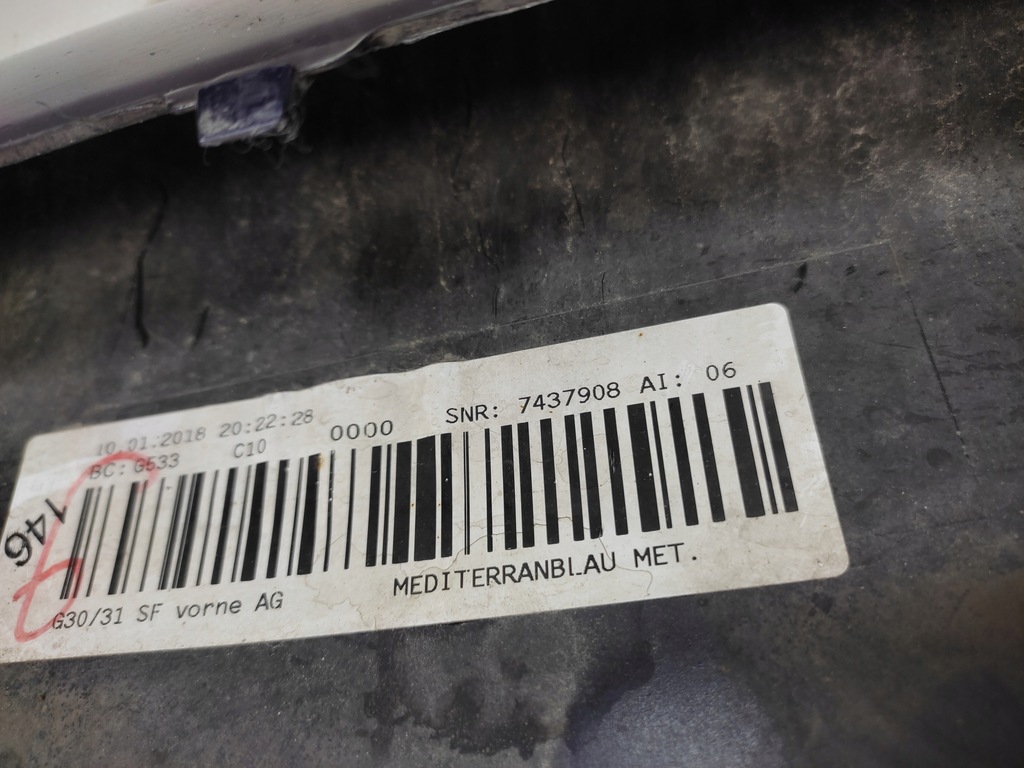 10.01.2018 20:22:28
BC: G533 C10 0000 SNR: 7437908 AI: 06
146
G30/31 SF vorne AG MEDITERRANBLAU MET.